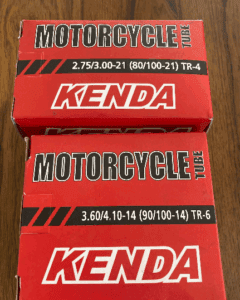 MOTORCYCLE TUBE
2.75/3.00-21 (80/100-21) TR-4
KENDA
MOTORCYCLE
MOTORCYCLE TUBE
3.60/4.10-14 (90/100-14) TR-6
KENDA